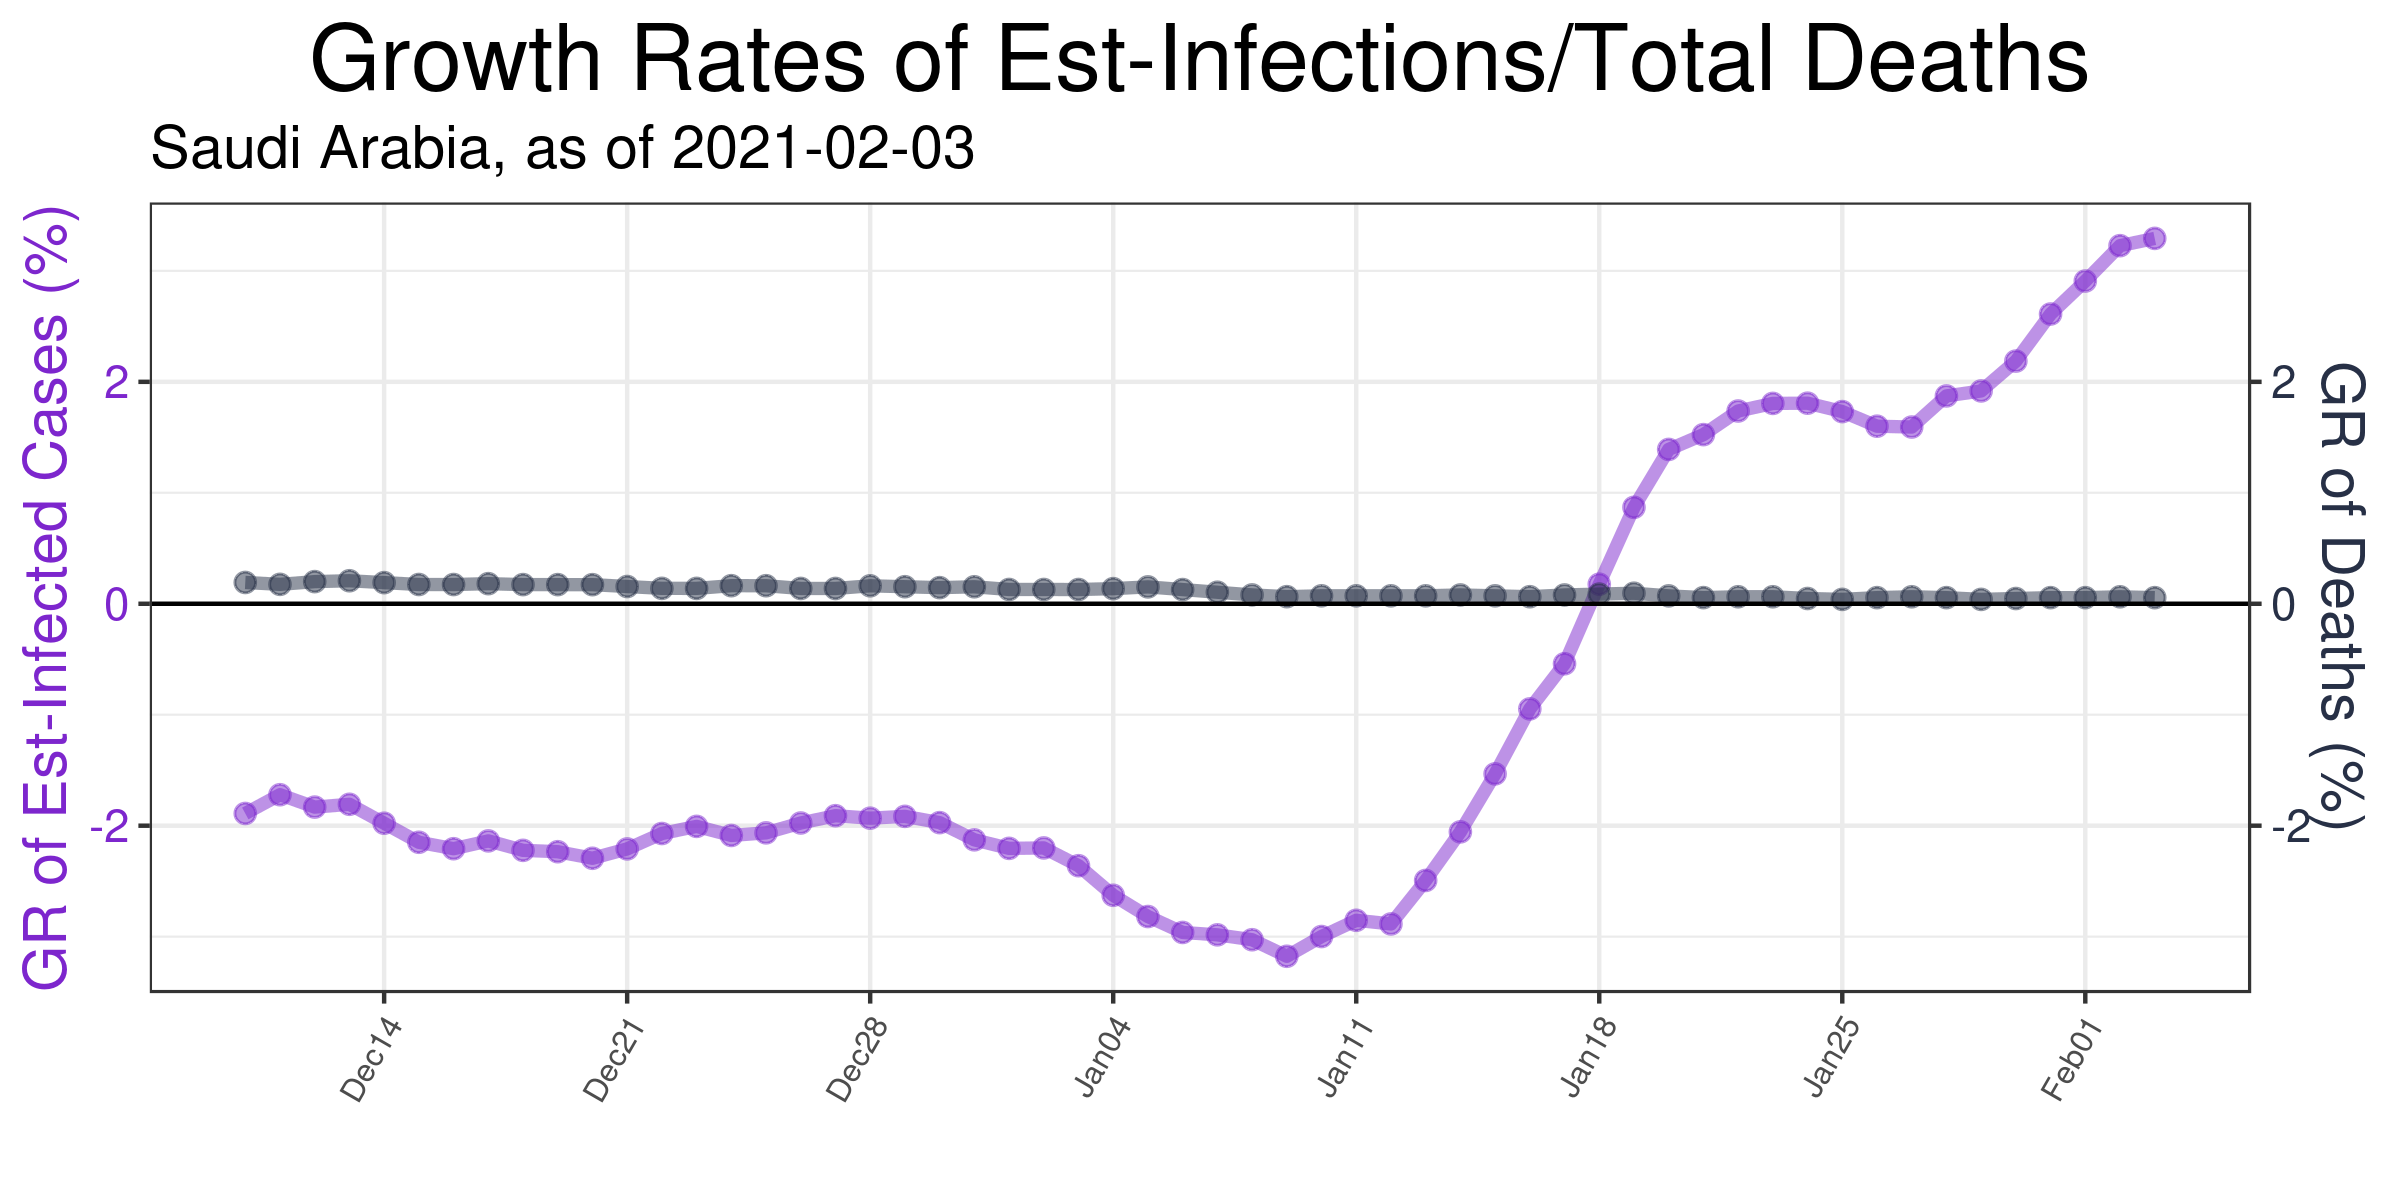 Growth Rates of Est-Infections/Total Deaths
Saudi Arabia, as of 2021-02-03
GR of Est-Infected Cases (%)
2
0
-2
2
0
-2
GR of Deaths (%)
Dec14
Dec21
Dec28
Jan04
Jan11
Jan18
Jan25
Feb01